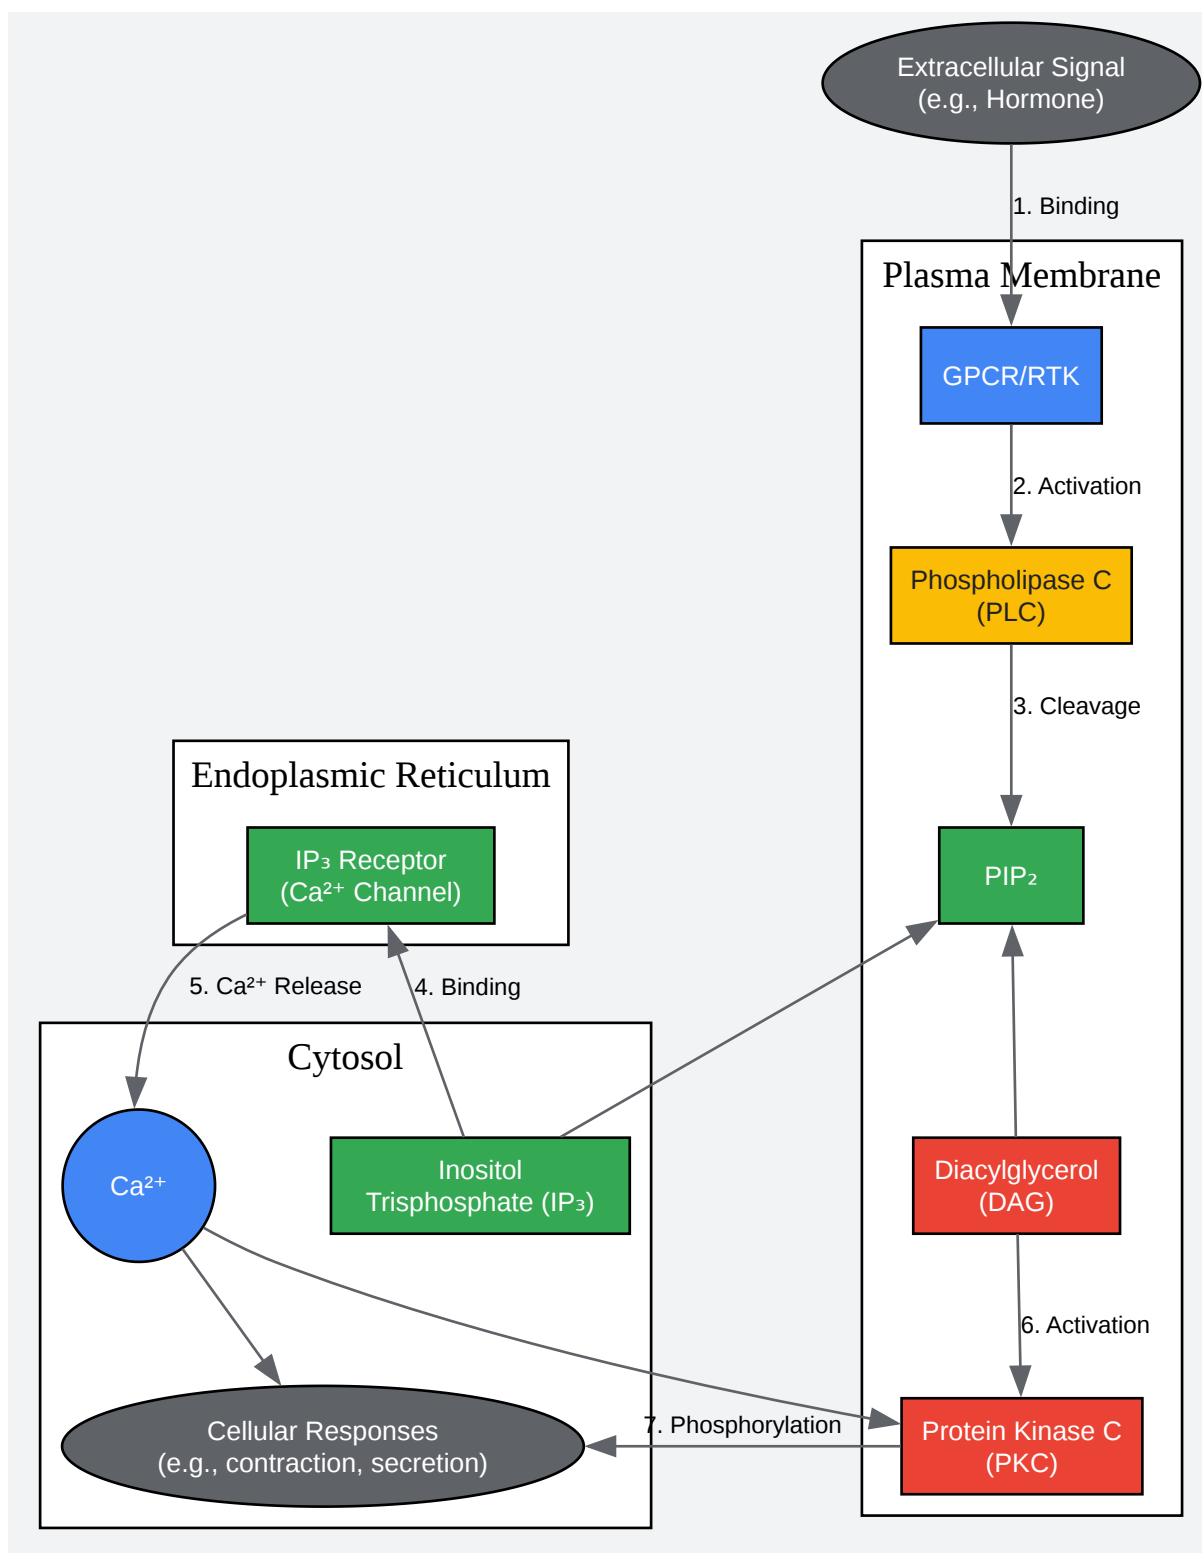 Extracellular Signal
(e.g., Hormone)
1. Binding
Plasma Membrane
GPCR/RTK
2. Activation
Phospholipase C
(PLC)
3. Cleavage
Endoplasmic Reticulum
IP₃ Receptor
(Ca²⁺ Channel)
PIP₂
5. Ca²⁺ Release
4. Binding
Cytosol
Ca²⁺
Inositol
Trisphosphate (IP₃)
Diacylglycerol
(DAG)
6. Activation
Cellular Responses
(e.g., contraction, secretion)
7. Phosphorylation
Protein Kinase C
(PKC)